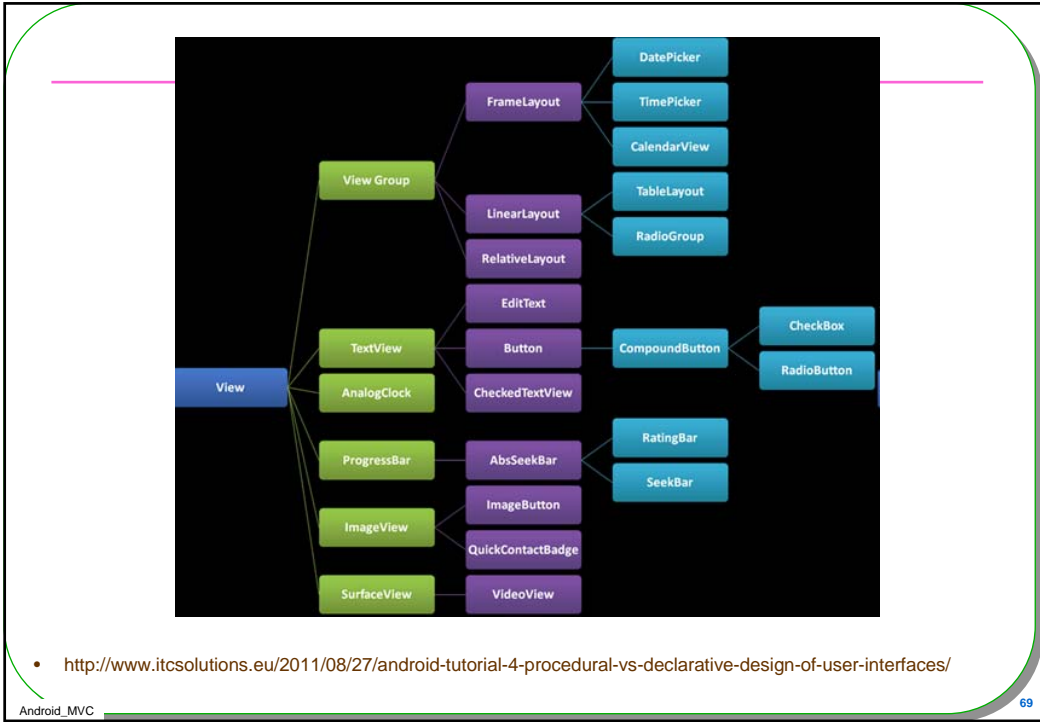 DatePicker
FrameLayout
TimePicker
CalendarView
View Group
TableLayout
LinearLayout
RadioGroup
RelativeLayout
EditText
CheckBox
TextView
Button
CompoundButton
RadioButton
View
AnalogClock
CheckedTextView
RatingBar
ProgressBar
AbsSeekBar
SeekBar
ImageButton
ImageView
QuickContactBadge
SurfaceView
VideoView
• http://www.itcsolutions.eu/2011/08/27/android-tutorial-4-procedural-vs-declarative-design-of-user-interfaces/
Android_MVC
69